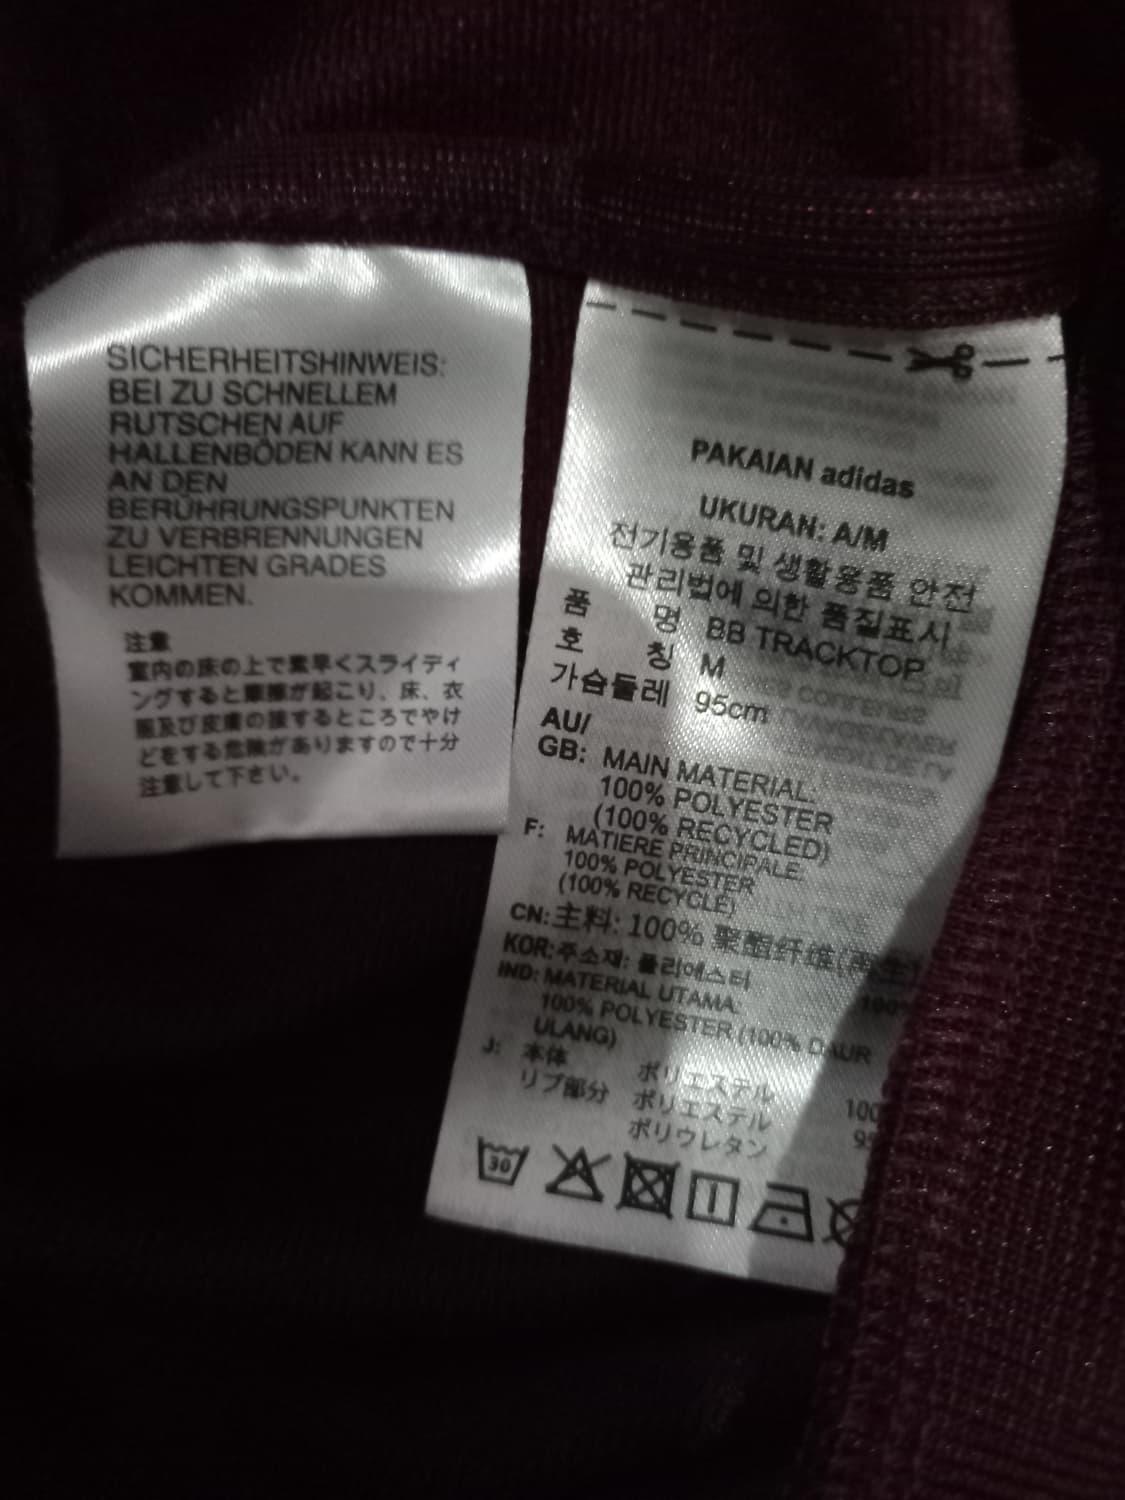 SICHERHEITSHINWEIS:
BEI ZU SCHNELLEM
RUTSCHEN AUF
HALLENBÖDEN KANN ES
AN DEN
BERÜHRUNGSPUNKTEN
ZU VERBRENNUNGEN
LEICHTEN GRADES
KOMMEN.
注意
室内の床の上で素早くスライディ
ングすると摩擦が起こり、床、衣
服及び皮膚の接するところでやけ
どをする危険がありますので十分
注意して下さい。
PAKAIAN adidas
UKURAN: A/M
전기용품 및 생활용품 안전
관리법에 의한 품질표시
품 명 BB TRACKTOP
호 칭 M
가슴둘레 95cm
AU/
GB: MAIN MATERIAL:
100% POLYESTER
(100% RECYCLED)
F: MATIERE PRINCIPALE:
100% POLYESTER
(100% RECYCLE)
CN: 主料: 100% 聚酯纤维(再生)
KOR: 주소재: 폴리에스터 100%
IND: MATERIAL UTAMA:
100% POLYESTER (100% DAUR
ULANG)
J: 本体 ポリエステル 100
リブ部分 ポリエステル
ポリウレタン
30